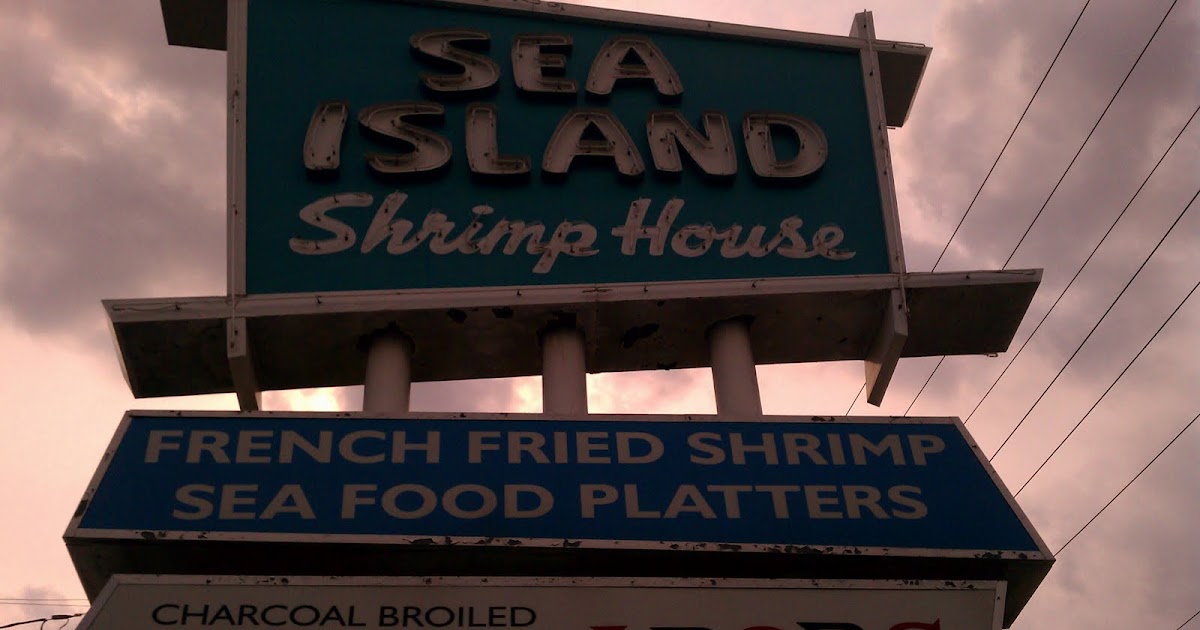 SEA
ISLAND
Shrimp House
FRENCH FRIED SHRIMP
SEA FOOD PLATTERS
CHARCOAL BROILED